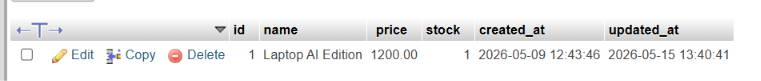 id name price stock created_at updated_at
Edit Copy Delete 1 Laptop AI Edition 1200.00 1 2026-05-09 12:43:46 2026-05-15 13:40:41